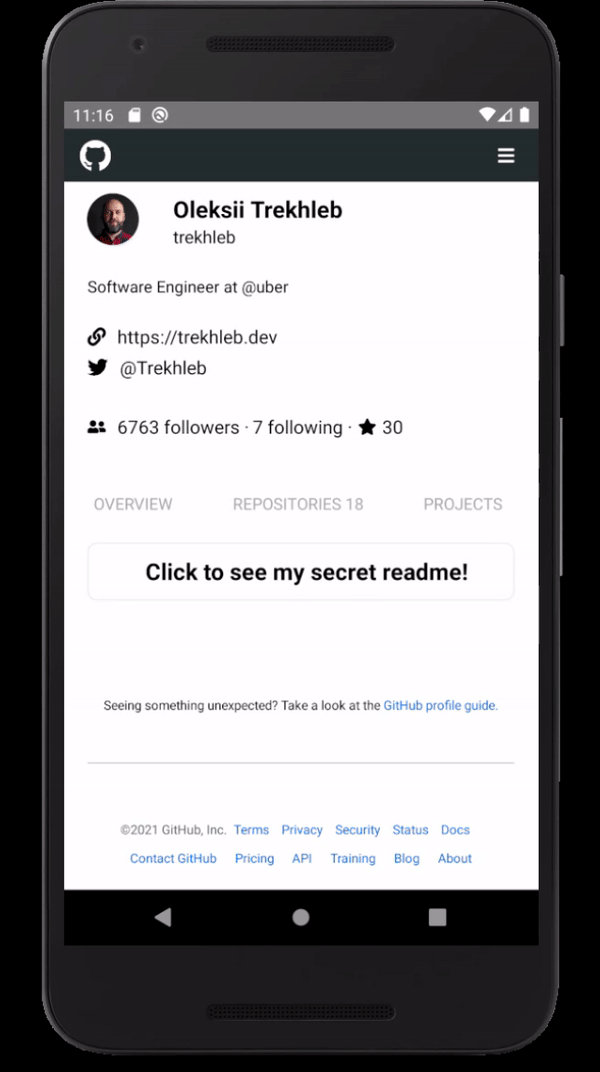 11:16
Oleksii Trekhleb
trekhleb
Software Engineer at @uber
https://trekhleb.dev
@Trekhleb
6763 followers · 7 following · 30
OVERVIEW REPOSITORIES 18 PROJECTS
Click to see my secret readme!
Seeing something unexpected? Take a look at the GitHub profile guide.
©2021 GitHub, Inc. Terms Privacy Security Status Docs
Contact GitHub Pricing API Training Blog About